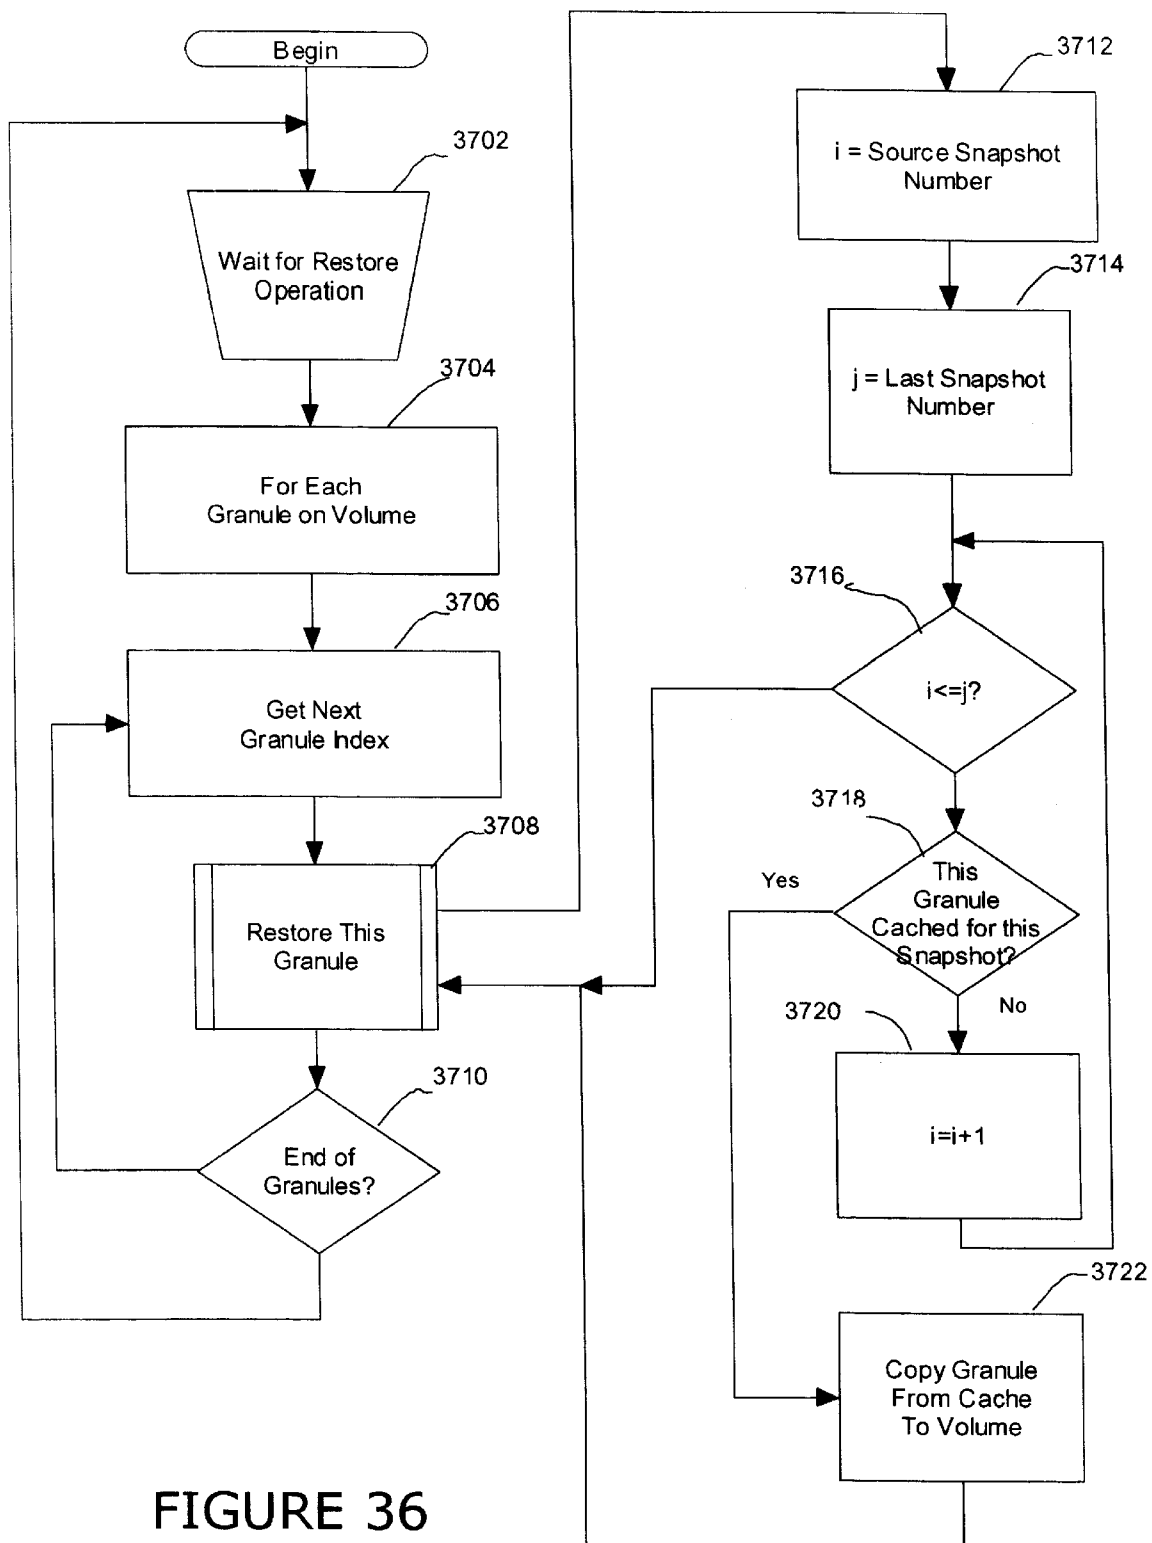 Begin
3702
Wait for Restore
Operation
3704
For Each
Granule on Volume
3706
Get Next
Granule Index
3708
Restore This
Granule
3710
End of
Granules?
3712
i = Source Snapshot
Number
3714
j = Last Snapshot
Number
3716
i<=j?
3718
Yes
This
Granule
Cached for this
Snapshot?
No
3720
i=i+1
3722
Copy Granule
From Cache
To Volume
FIGURE 36